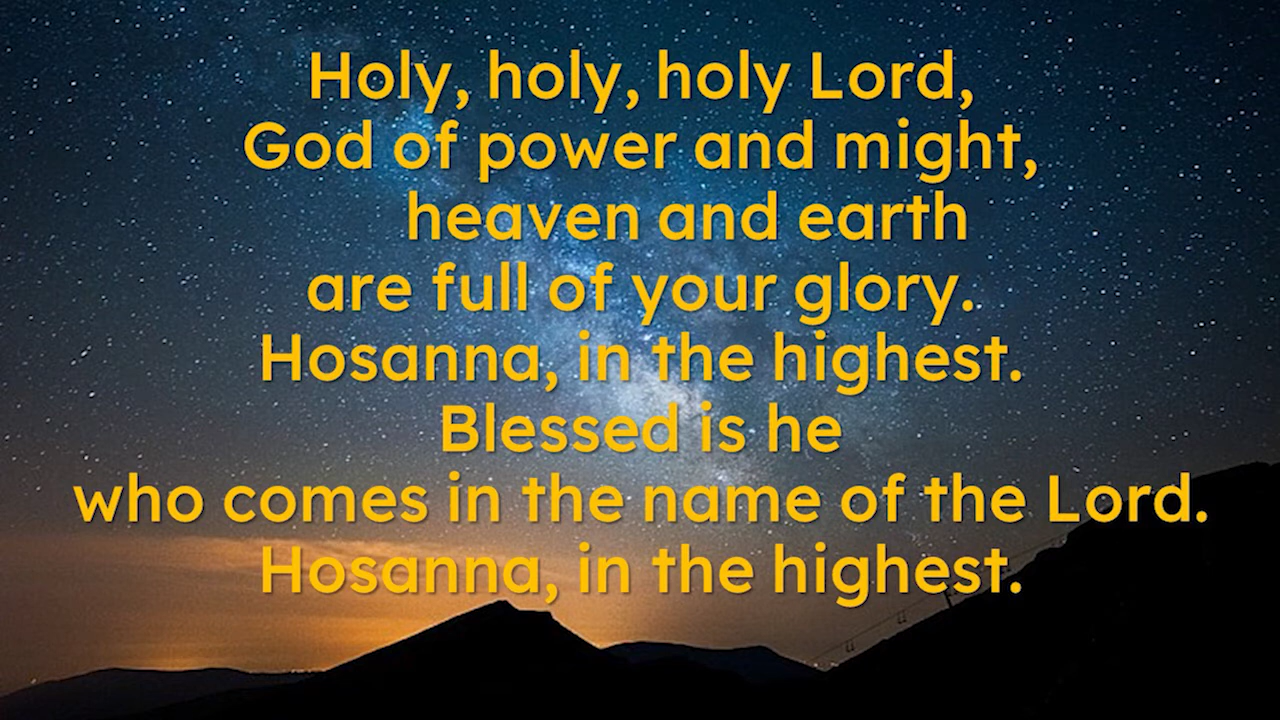 Holy, holy, holy Lord,
God of power and might,
heaven and earth
are full of your glory.
Hosanna, in the highest.
Blessed is he
who comes in the name of the Lord.
Hosanna, in the highest.